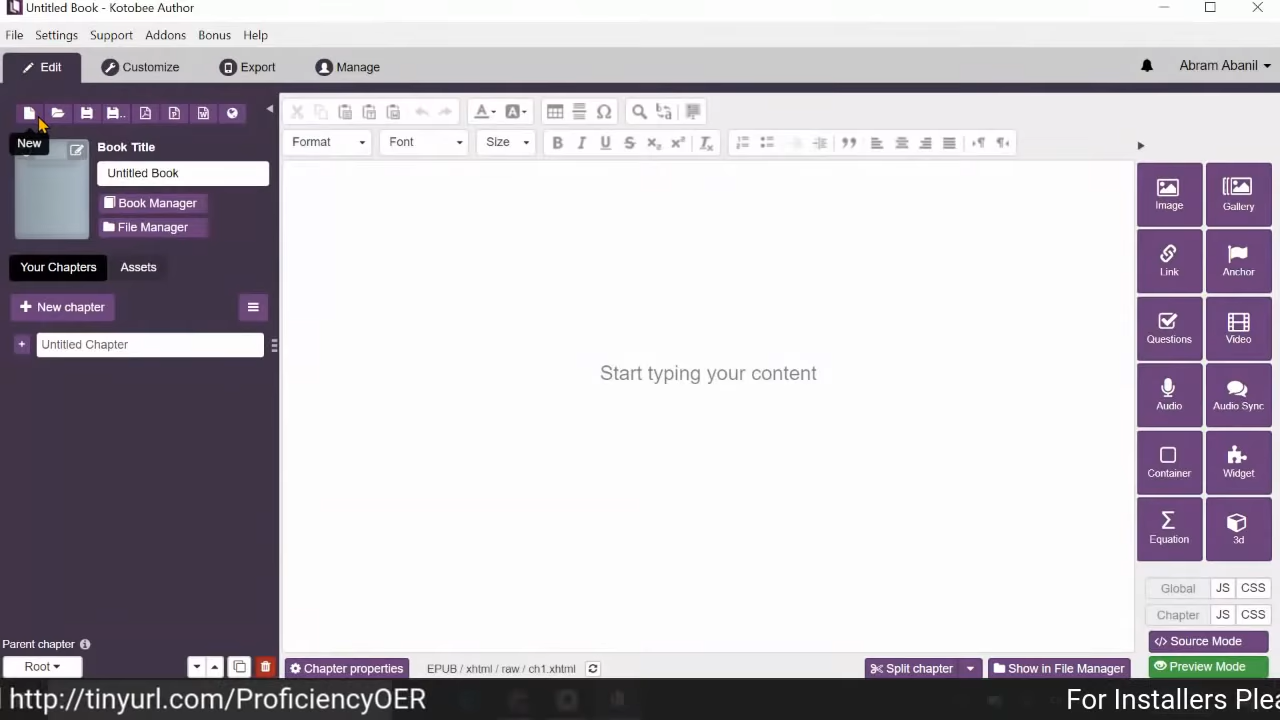 Untitled Book - Kotobee Author
File Settings Support Addons Bonus Help
Edit Customize Export Manage
Abram Abanil
New
Book Title
Untitled Book
Book Manager
File Manager
Your Chapters Assets
New chapter
Untitled Chapter
Parent chapter
Root
Format Font Size
Start typing your content
Chapter properties
EPUB / xhtml / raw / ch1.xhtml
Split chapter
Show in File Manager
Image Gallery
Link Anchor
Questions Video
Audio Audio Sync
Container Widget
Equation 3d
Global JS CSS
Chapter JS CSS
Source Mode
Preview Mode
http://tinyurl.com/ProficiencyOER
For Installers Plea